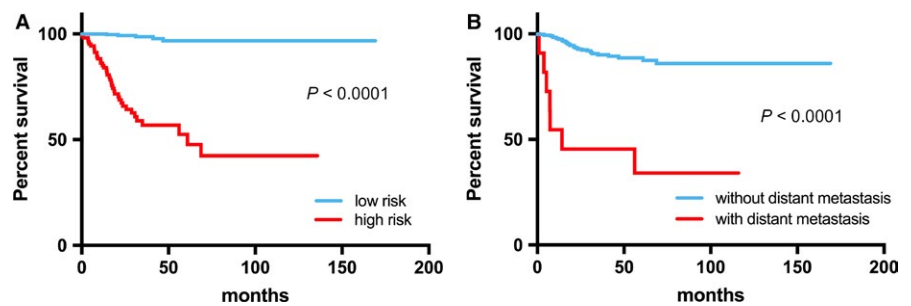 A
Percent survival
100
50
0
P < 0.0001
low risk
high risk
0 50 100 150 200
months
B
Percent survival
100
50
0
P < 0.0001
without distant metastasis
with distant metastasis
0 50 100 150 200
months